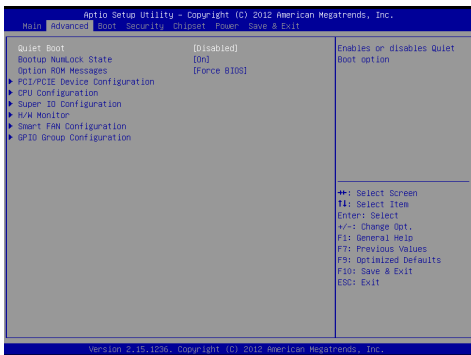 Aptio Setup Utility – Copyright (C) 2012 American Megatrends, Inc.
Main Advanced Boot Security Chipset Power Save & Exit
Quiet Boot [Disabled]
Bootup NumLock State [On]
Option ROM Messages [Force BIOS]
PCI/PCIE Device Configuration
CPU Configuration
Super IO Configuration
H/W Monitor
Smart FAN Configuration
GPIO Group Configuration
Enables or disables Quiet
Boot option
→←: Select Screen
↑↓: Select Item
Enter: Select
+/-: Change Opt.
F1: General Help
F7: Previous Values
F9: Optimized Defaults
F10: Save & Exit
ESC: Exit
Version 2.15.1236. Copyright (C) 2012 American Megatrends, Inc.